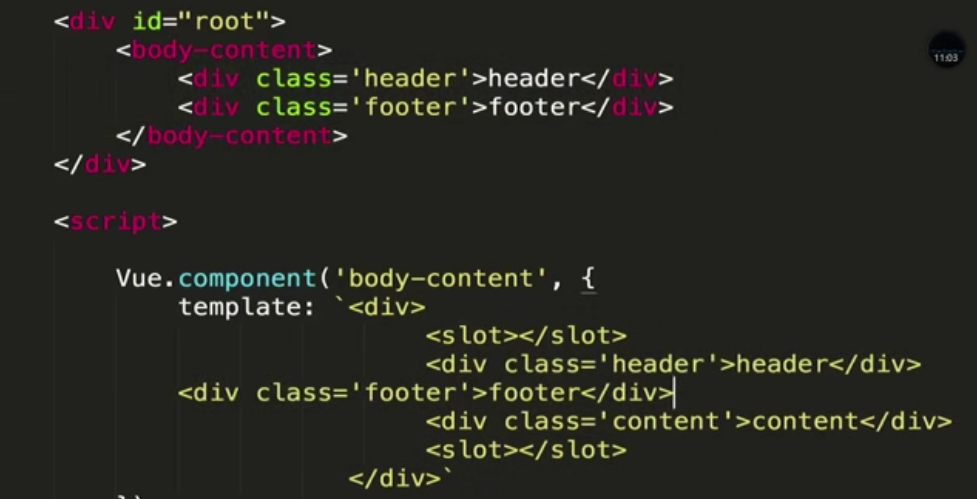 <div id="root">
<body-content>
<div class='header'>header</div>
<div class='footer'>footer</div>
</body-content>
</div>
<script>
Vue.component('body-content', {
template: `<div>
<slot></slot>
<div class='header'>header</div>
<div class='footer'>footer</div>
<div class='content'>content</div>
<slot></slot>
</div>`
11:03